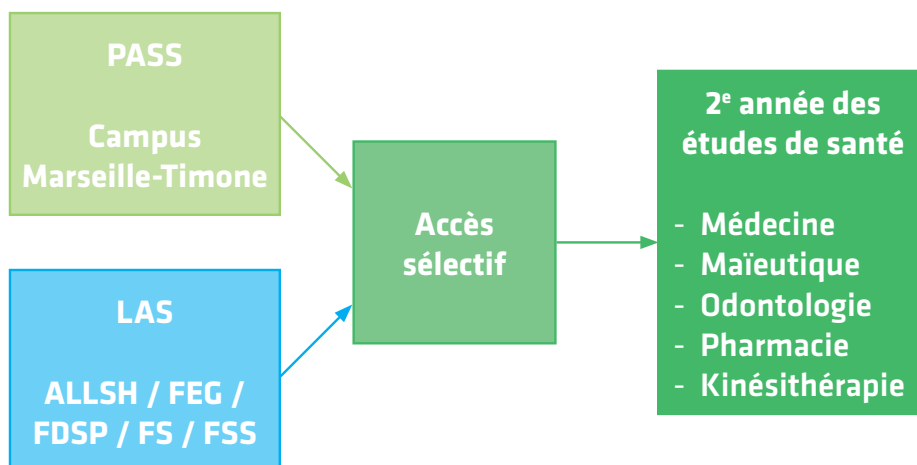 PASS
Campus
Marseille-Timone
LAS
ALLSH / FEG /
FDSP / FS / FSS
Accès
sélectif
2e année des
études de santé
- Médecine
- Maïeutique
- Odontologie
- Pharmacie
- Kinésithérapie